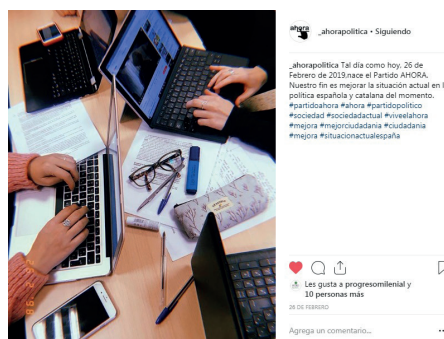 ahora
_ahorapolitica • Siguiendo
_ahorapolitica Tal día como hoy, 26 de
Febrero de 2019,nace el Partido AHORA.
Nuestro fin es mejorar la situación actual en l
política española y catalana del momento.
#partidoahora #ahora #partidopolitico
#sociedad #sociedadactual #viveelahora
#mejora #mejorciudadania #ciudadania
#mejora #situacionactualespaña
Les gusta a progresomilenial y
10 personas más
26 DE FEBRERO
Agrega un comentario...